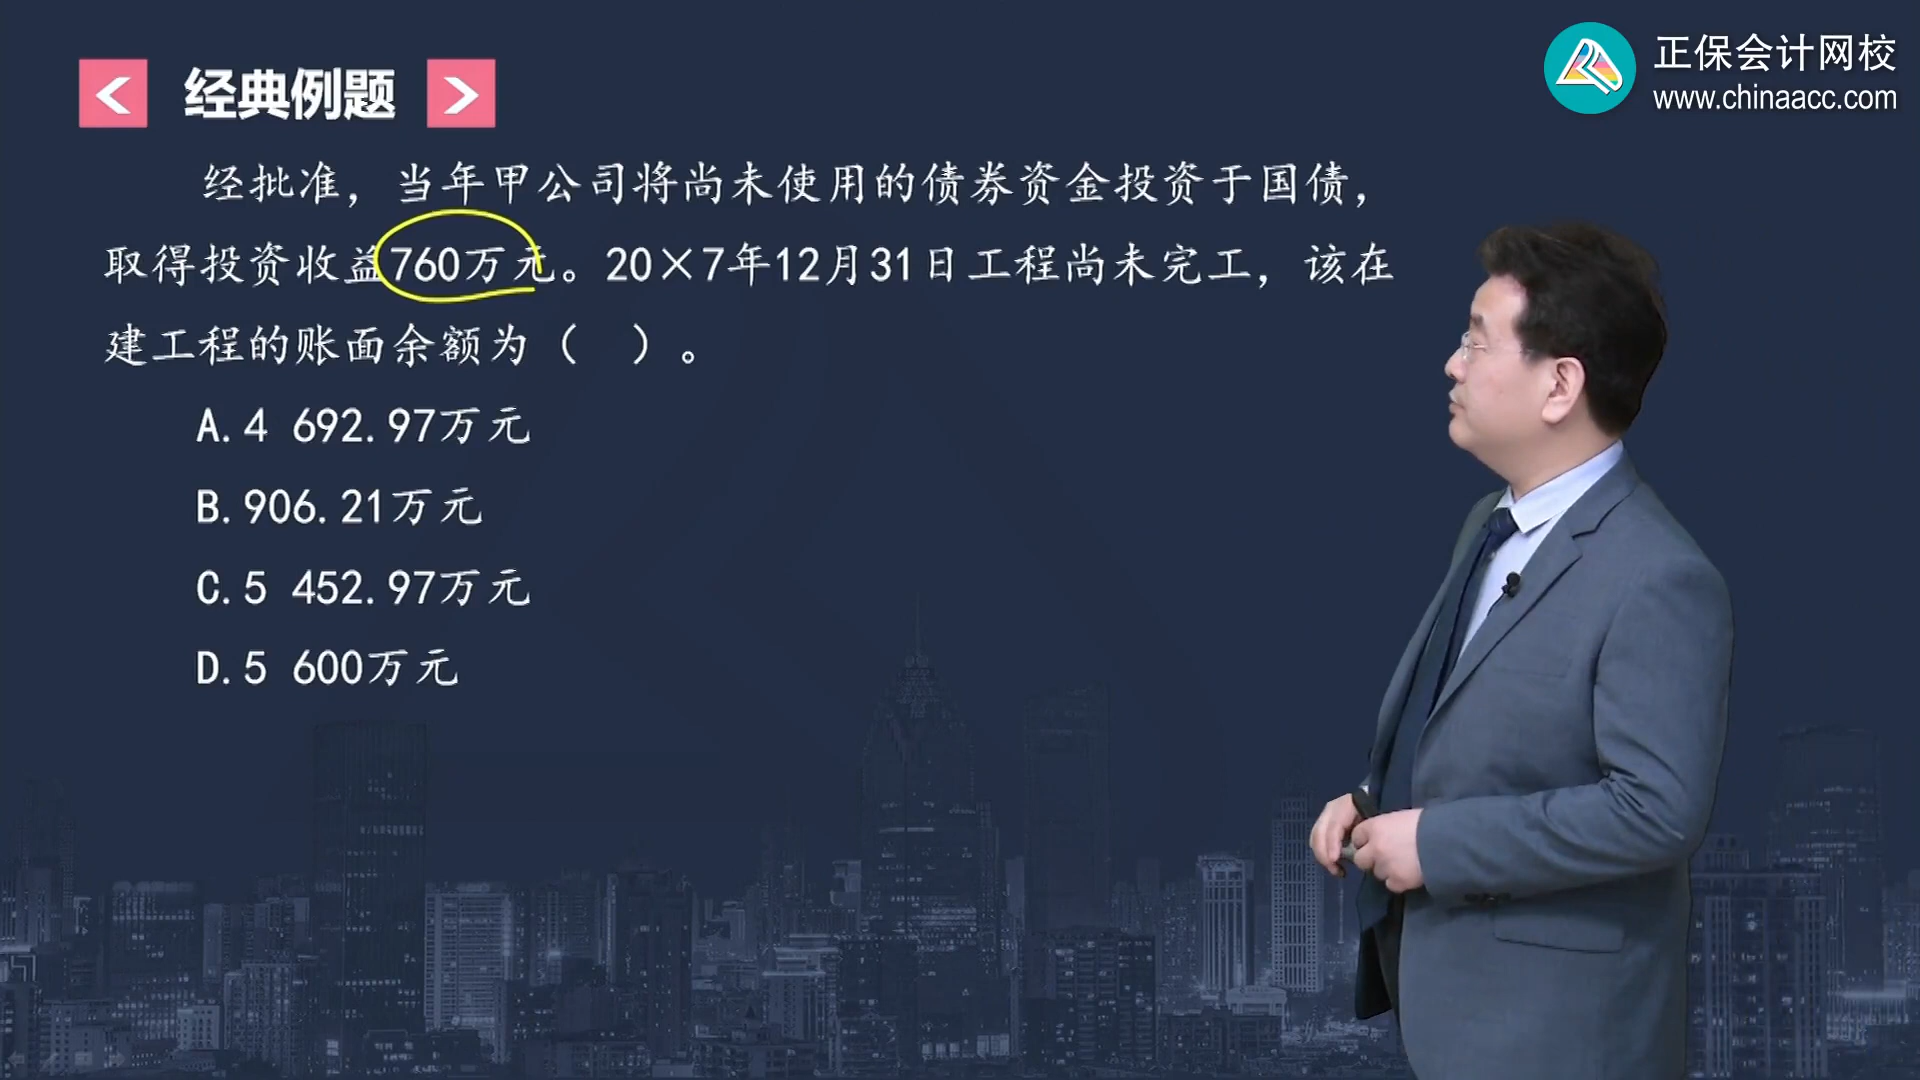 正保会计网校
www.chinaacc.com
经典例题
经批准，当年甲公司将尚未使用的债券资金投资于国债，
取得投资收益760万元。20×7年12月31日工程尚未完工，该在
建工程的账面余额为（ ）。
A.4 692.97万元
B.906.21万元
C.5 452.97万元
D.5 600万元